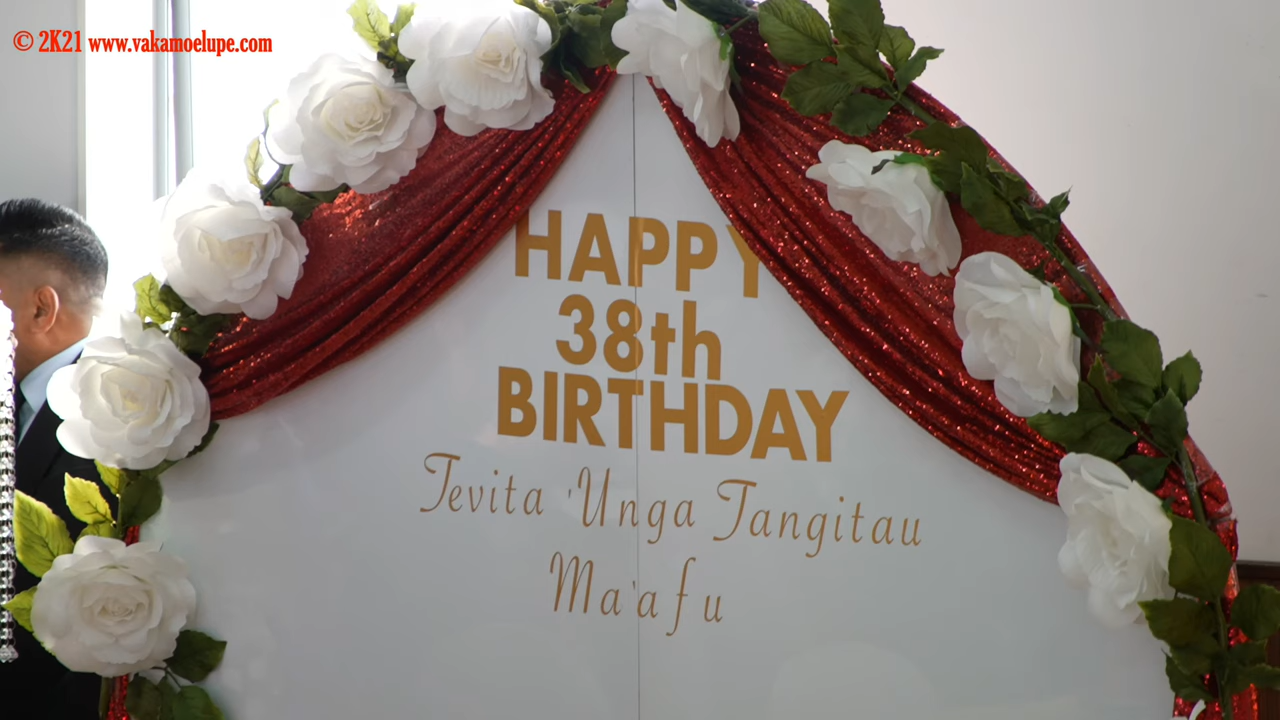 © 2K21 www.vakamoelupe.com
HAPPY
38th
BIRTHDAY
Tevita 'Unga Tangitau
Ma'afu